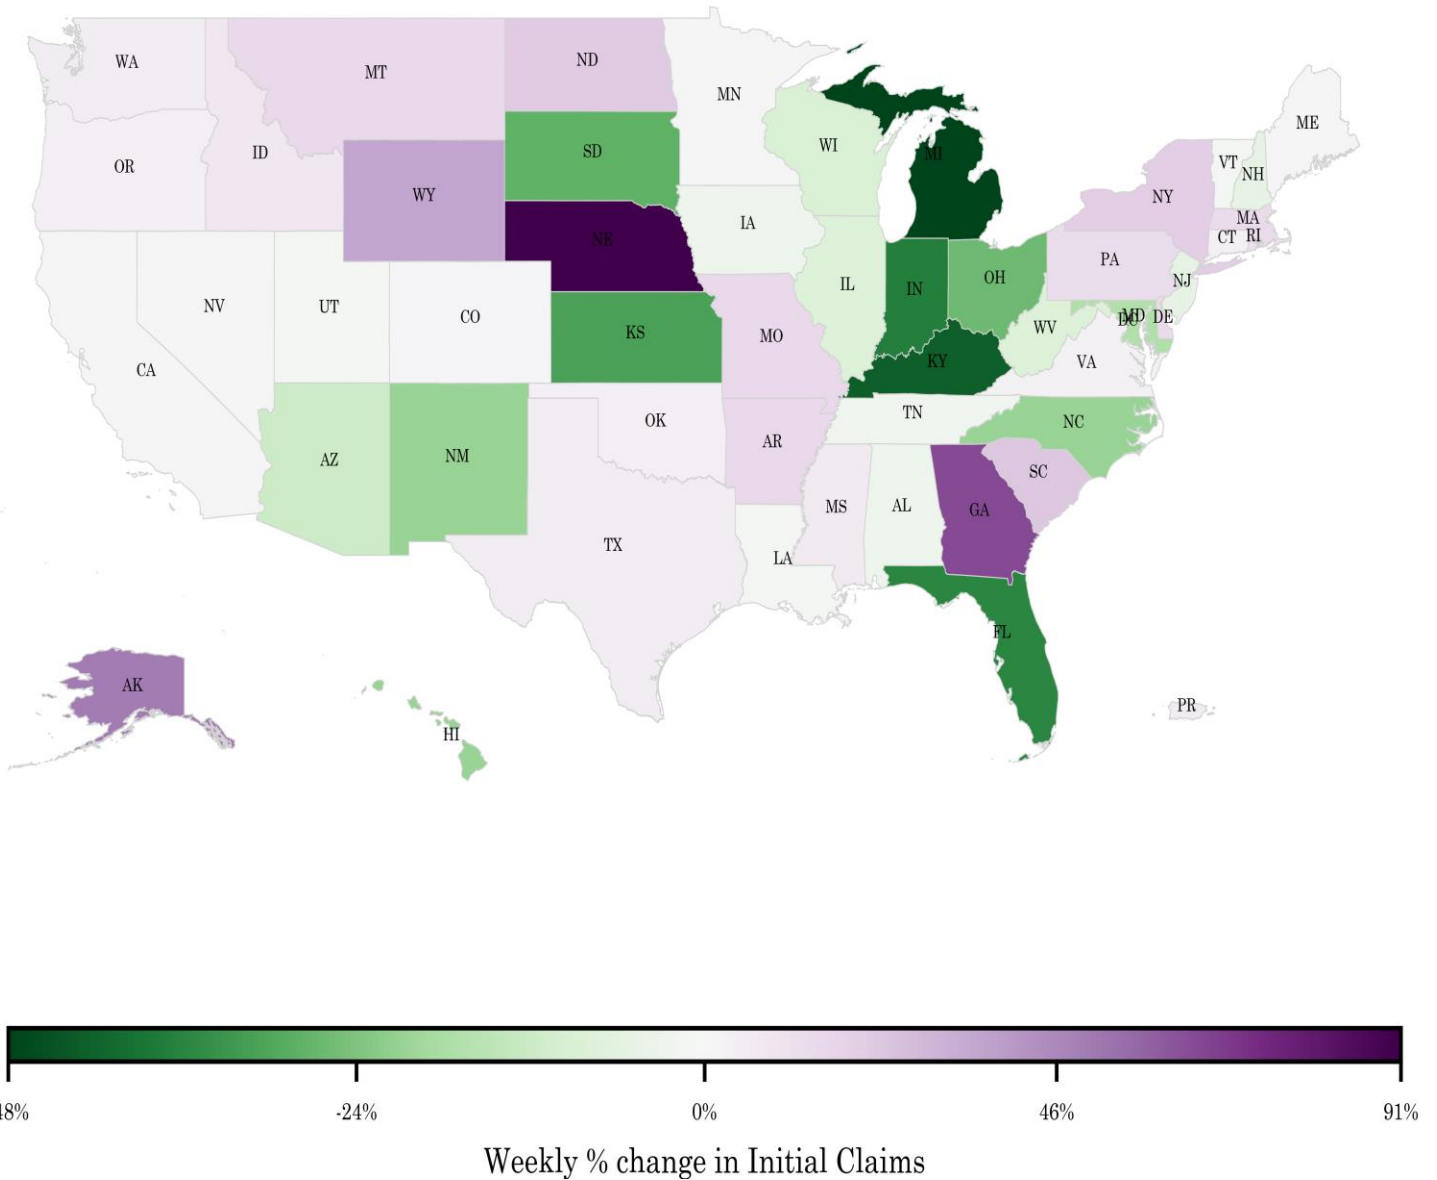 WA
MT
ND
MN
ME
OR
ID
SD
WI
MI
VT
NH
WY
NE
IA
NY
MA
CT
RI
NV
UT
CO
KS
MO
IL
IN
OH
PA
NJ
CA
KY
WV
DC
MD
DE
VA
AZ
NM
OK
AR
TN
NC
TX
LA
MS
AL
GA
SC
FL
AK
HI
PR
48%
-24%
0%
46%
91%
Weekly % change in Initial Claims